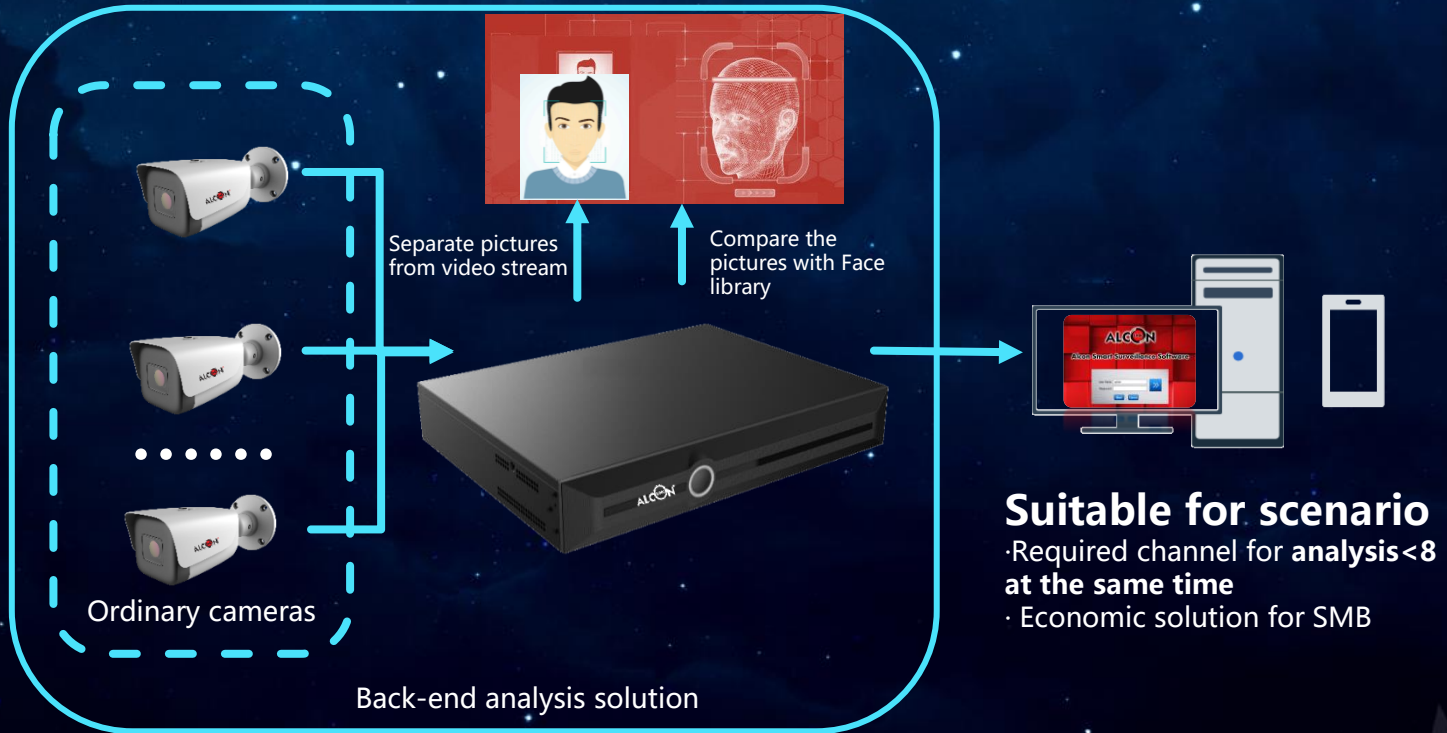 Separate pictures
from video stream
Compare the
pictures with Face
library
ALCON
ALCON
ALCON
Ordinary cameras
ALCON
Back-end analysis solution
ALCON
Alcon Smart Surveillance Software
Suitable for scenario
·Required channel for analysis<8
at the same time
· Economic solution for SMB